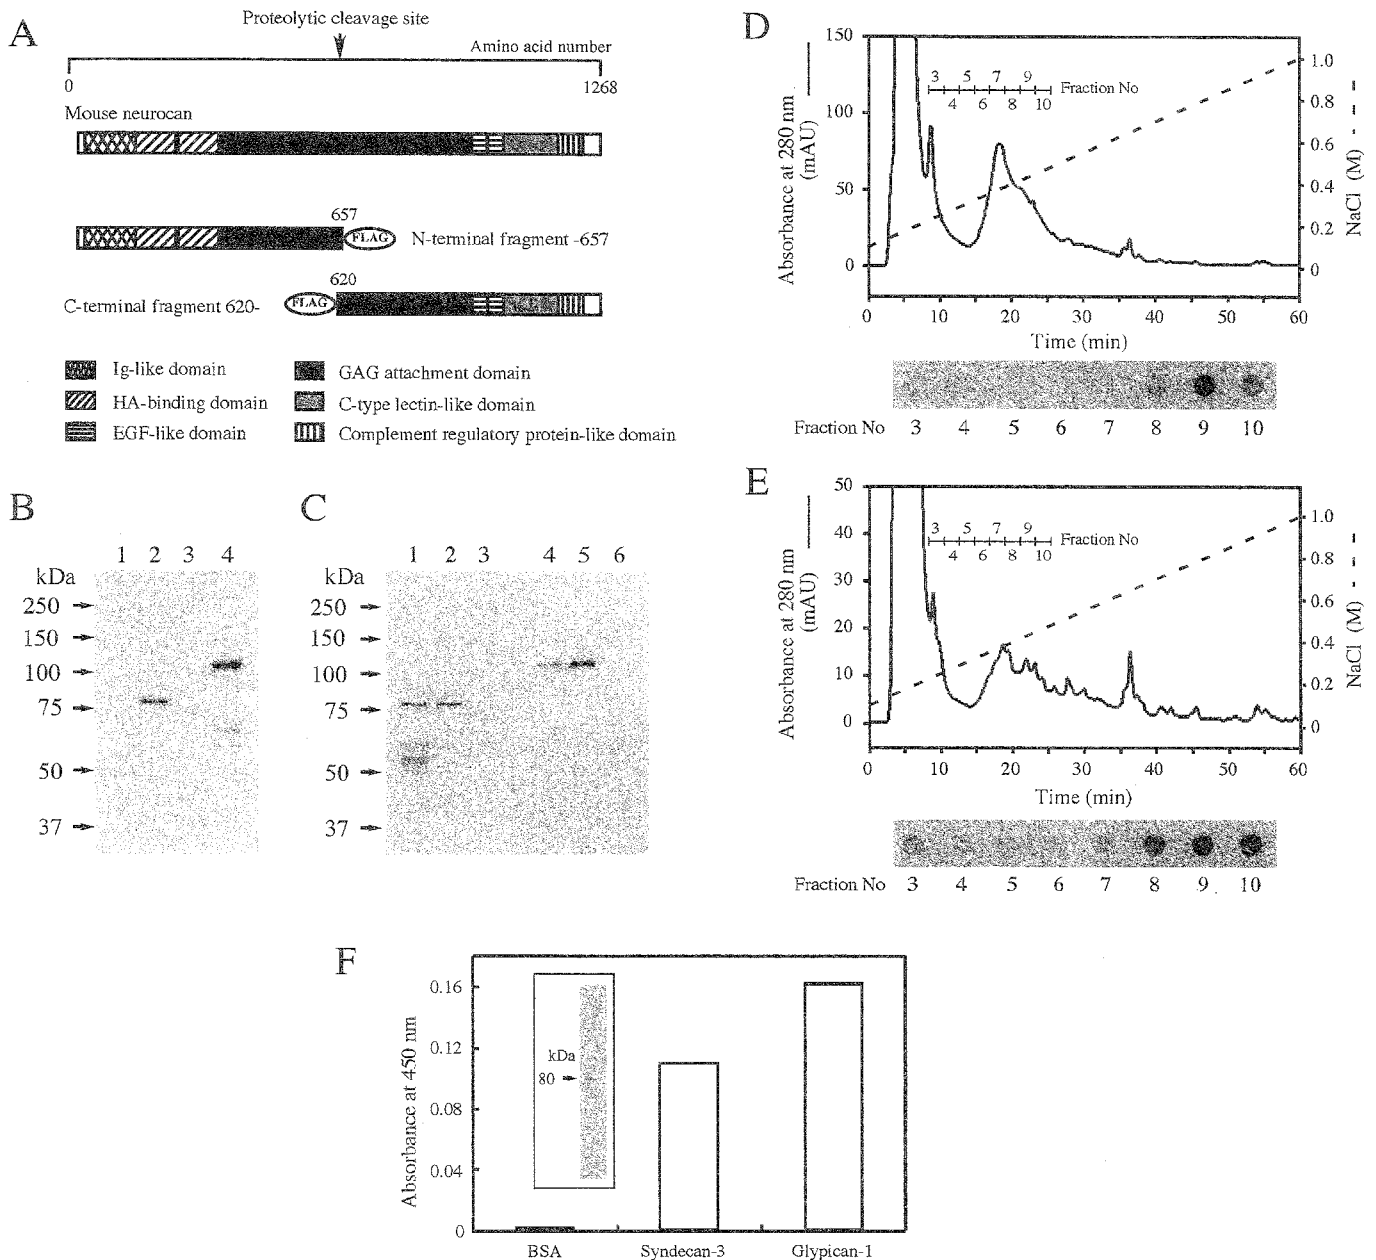 A
Proteolytic cleavage site
Amino acid number
0
1268
Mouse neurocan
657
FLAG
N-terminal fragment -657
620
C-terminal fragment 620-
FLAG
Ig-like domain
HA-binding domain
EGF-like domain
GAG attachment domain
C-type lectin-like domain
Complement regulatory protein-like domain
B
1 2 3 4
kDa
250
150
100
75
50
37
C
1 2 3 4 5 6
kDa
250
150
100
75
50
37
D
Absorbance at 280 nm
(mAU)
150
100
50
0
3 5 7 9
4 6 8 10
Fraction No
1.0
0.8
0.6
0.4
0.2
0
NaCl (M)
0 10 20 30 40 50 60
Time (min)
Fraction No 3 4 5 6 7 8 9 10
E
Absorbance at 280 nm
(mAU)
50
40
30
20
10
0
3 5 7 9
4 6 8 10
Fraction No
1.0
0.8
0.6
0.4
0.2
0
NaCl (M)
0 10 20 30 40 50 60
Time (min)
Fraction No 3 4 5 6 7 8 9 10
F
Absorbance at 450 nm
0.16
0.12
0.08
0.04
0
kDa
80
BSA Syndecan-3 Glypican-1